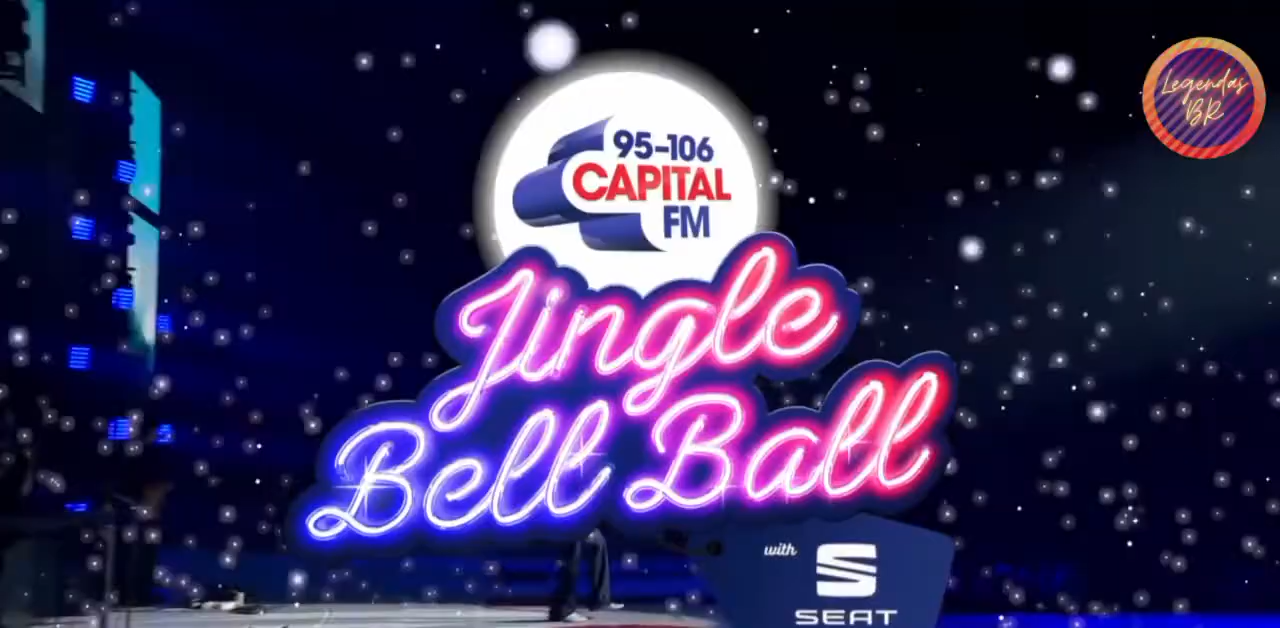 95-106
CAPITAL
FM
Jingle
Bell Ball
with
SEAT
Legendas
BR